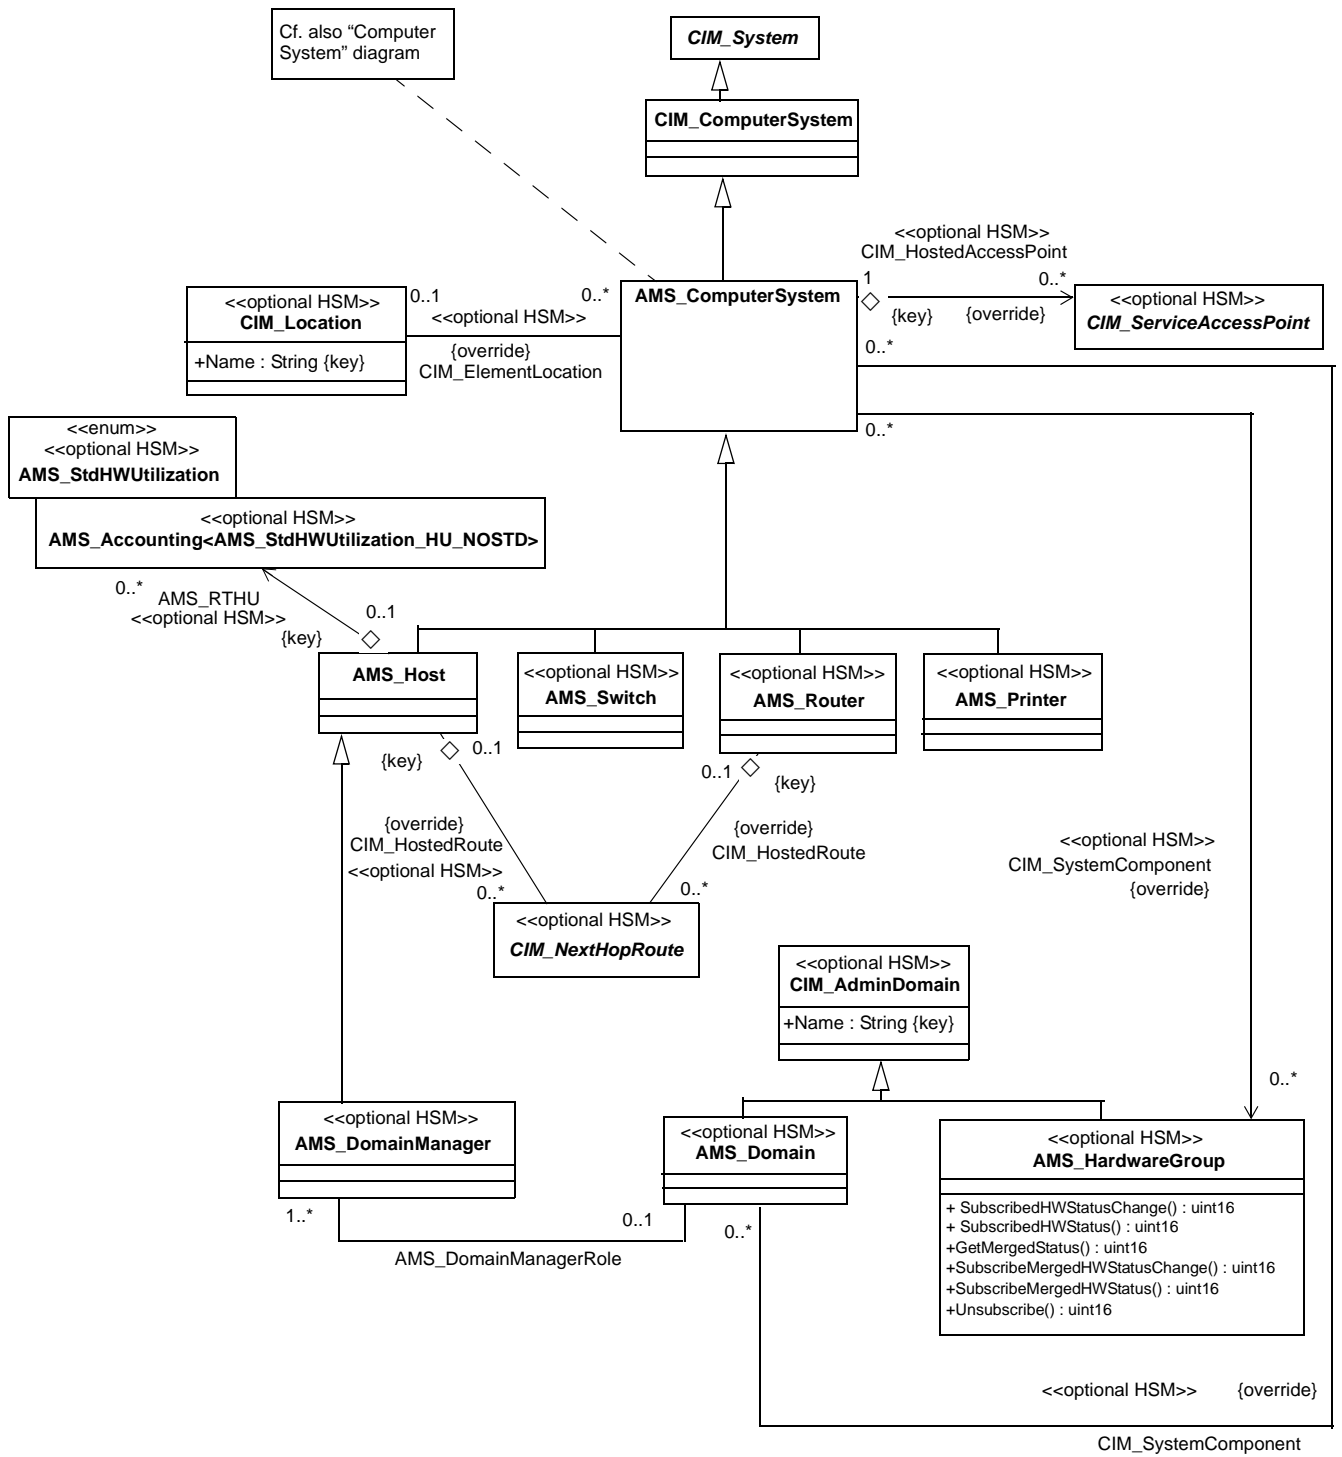 Cf. also “Computer
System” diagram
CIM_System
CIM_ComputerSystem
<<optional HSM>>
CIM_HostedAccessPoint
1
0..*
{key}
{override}
<<optional HSM>>
CIM_ServiceAccessPoint
AMS_ComputerSystem
0..*
0..*
<<optional HSM>>
CIM_Location
+Name : String {key}
0..1
0..*
<<optional HSM>>
{override}
CIM_ElementLocation
<<enum>>
<<optional HSM>>
AMS_StdHWUtilization
<<optional HSM>>
AMS_Accounting<AMS_StdHWUtilization_HU_NOSTD>
0..*
AMS_RTHU
<<optional HSM>>
{key}
0..1
AMS_Host
<<optional HSM>>
AMS_Switch
<<optional HSM>>
AMS_Router
<<optional HSM>>
AMS_Printer
{key}
0..1
0..1
{key}
{override}
CIM_HostedRoute
<<optional HSM>>
0..*
{override}
CIM_HostedRoute
0..*
<<optional HSM>>
CIM_NextHopRoute
<<optional HSM>>
CIM_SystemComponent
{override}
<<optional HSM>>
CIM_AdminDomain
+Name : String {key}
0..*
<<optional HSM>>
AMS_DomainManager
<<optional HSM>>
AMS_Domain
<<optional HSM>>
AMS_HardwareGroup
+ SubscribedHWStatusChange() : uint16
+ SubscribedHWStatus() : uint16
+GetMergedStatus() : uint16
+SubscribeMergedHWStatusChange() : uint16
+SubscribeMergedHWStatus() : uint16
+Unsubscribe() : uint16
1..*
0..1
0..*
AMS_DomainManagerRole
<<optional HSM>>
{override}
CIM_SystemComponent